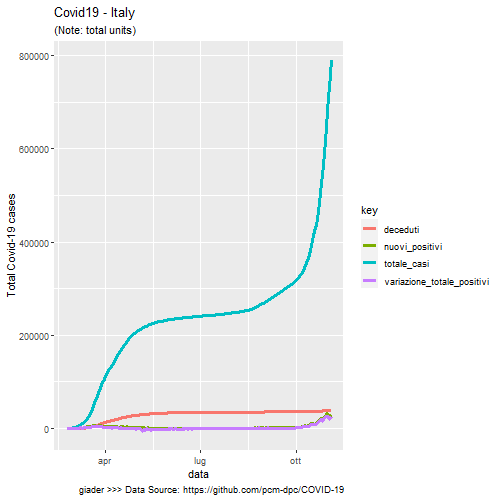 Covid19 - Italy
(Note: total units)
Total Covid-19 cases
800000
600000
400000
200000
0
apr
lug
ott
data
key
deceduti
nuovi_positivi
totale_casi
variazione_totale_positivi
giader >>> Data Source: https://github.com/pcm-dpc/COVID-19